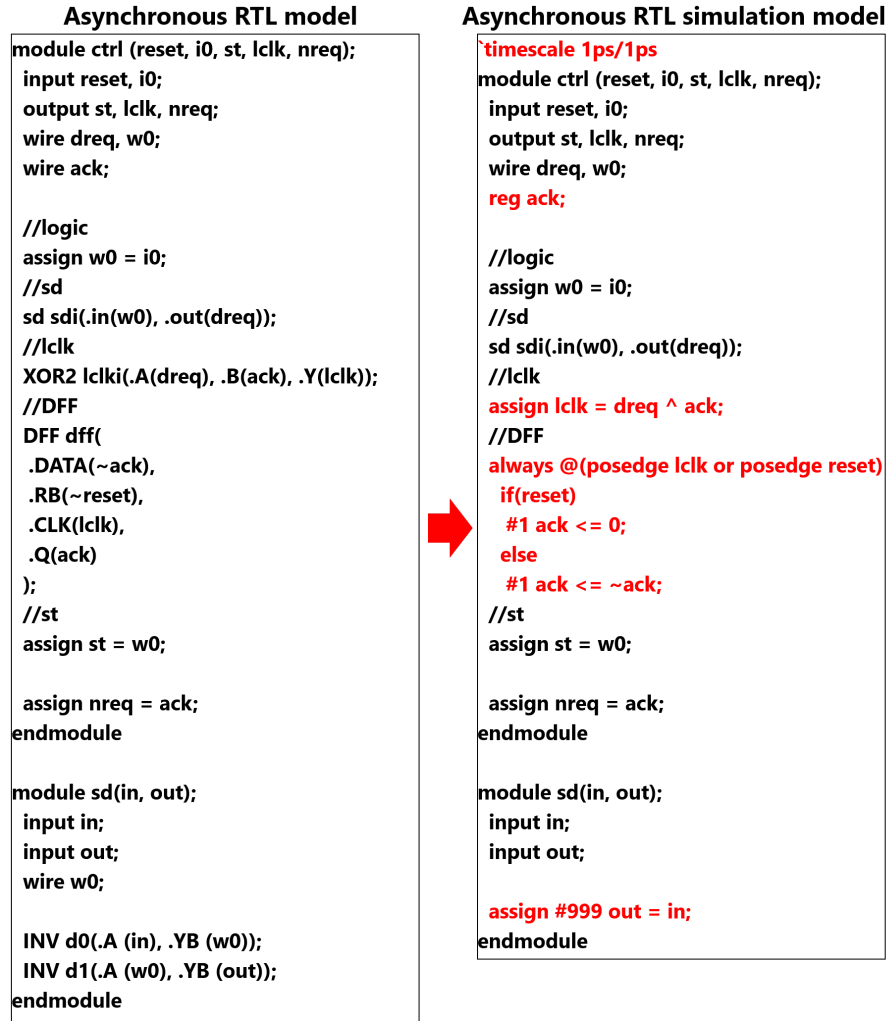 Asynchronous RTL model
module ctrl (reset, i0, st, lclk, nreq);
input reset, i0;
output st, lclk, nreq;
wire dreq, w0;
wire ack;
//logic
assign w0 = i0;
//sd
sd sdi(.in(w0), .out(dreq));
//lclk
XOR2 lclki(.A(dreq), .B(ack), .Y(lclk));
//DFF
DFF dff(
.DATA(~ack),
.RB(~reset),
.CLK(lclk),
.Q(ack)
);
//st
assign st = w0;
assign nreq = ack;
endmodule
module sd(in, out);
input in;
input out;
wire w0;
INV d0(.A (in), .YB (w0));
INV d1(.A (w0), .YB (out));
endmodule
Asynchronous RTL simulation model
`timescale 1ps/1ps
module ctrl (reset, i0, st, lclk, nreq);
input reset, i0;
output st, lclk, nreq;
wire dreq, w0;
reg ack;
//logic
assign w0 = i0;
//sd
sd sdi(.in(w0), .out(dreq));
//lclk
assign lclk = dreq ^ ack;
//DFF
always @(posedge lclk or posedge reset)
if(reset)
#1 ack <= 0;
else
#1 ack <= ~ack;
//st
assign st = w0;
assign nreq = ack;
endmodule
module sd(in, out);
input in;
input out;
assign #999 out = in;
endmodule